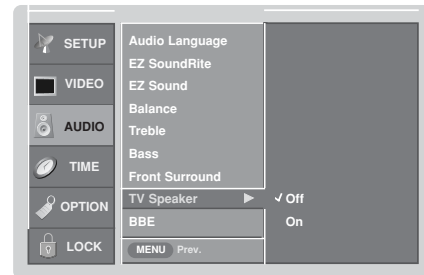 SETUP
VIDEO
AUDIO
TIME
OPTION
LOCK
Audio Language
EZ SoundRite
EZ Sound
Balance
Treble
Bass
Front Surround
TV Speaker
BBE
MENU Prev.
Off
On